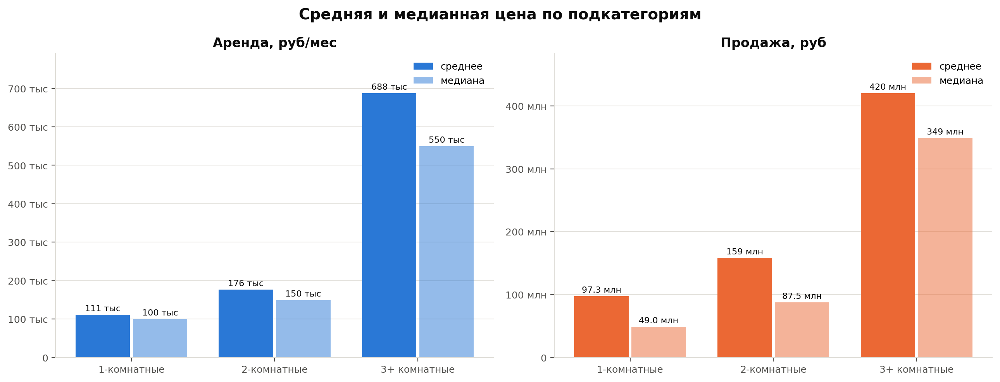 Средняя и медианная цена по подкатегориям
Аренда, руб/мес
среднее
медиана
700 тыс
600 тыс
500 тыс
400 тыс
300 тыс
200 тыс
100 тыс
0
111 тыс
100 тыс
176 тыс
150 тыс
688 тыс
550 тыс
1-комнатные
2-комнатные
3+ комнатные
Продажа, руб
среднее
медиана
400 млн
300 млн
200 млн
100 млн
0
97.3 млн
49.0 млн
159 млн
87.5 млн
420 млн
349 млн
1-комнатные
2-комнатные
3+ комнатные